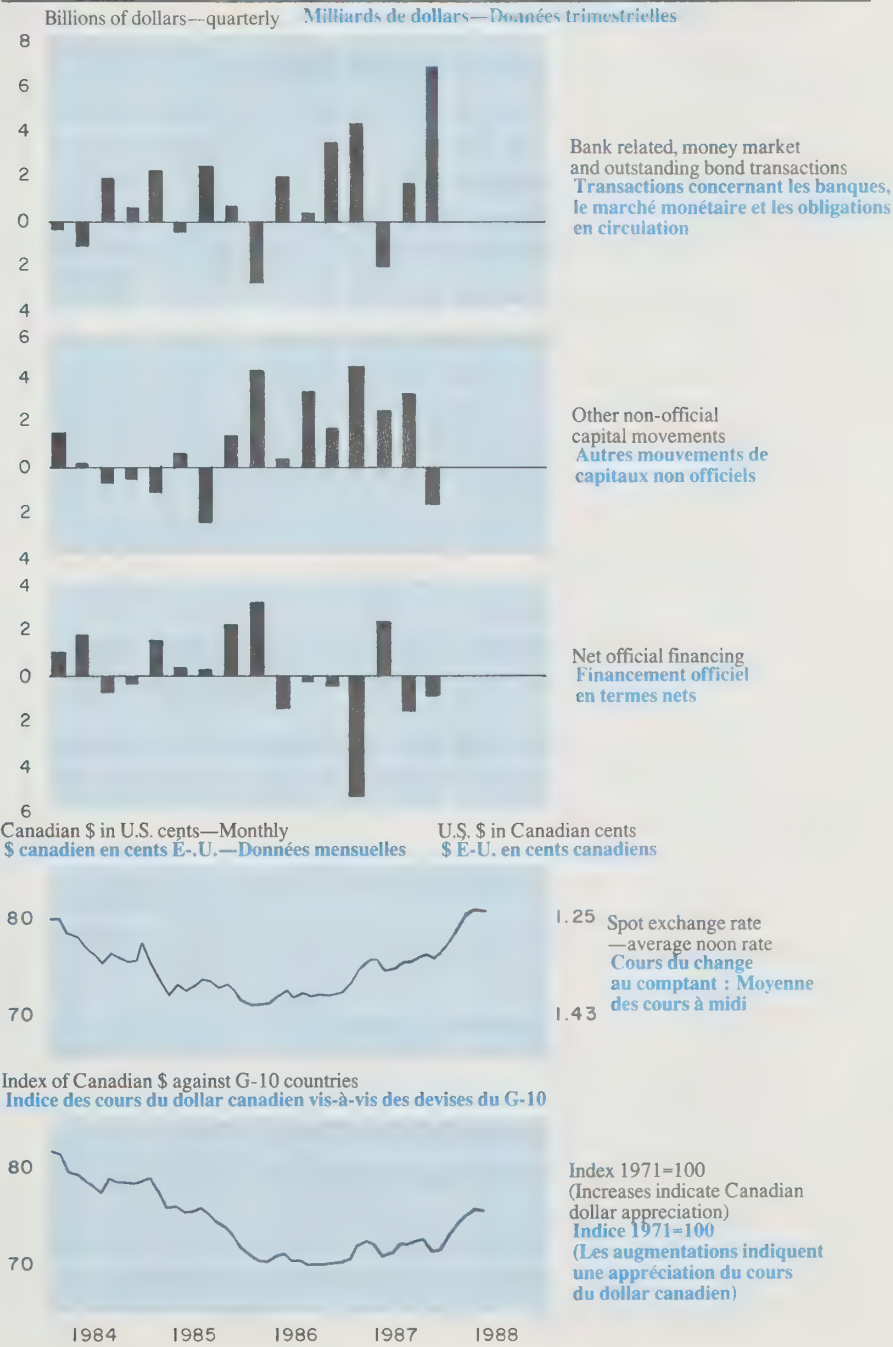 Billions of dollars—quarterly Milliards de dollars—Données trimestrielles
8
6
4
2
0
2
4
Bank related, money market
and outstanding bond transactions
Transactions concernant les banques,
le marché monétaire et les obligations
en circulation
6
4
2
0
2
4
Other non-official
capital movements
Autres mouvements de
capitaux non officiels
4
2
0
2
4
6
Net official financing
Financement officiel
en termes nets
Canadian $ in U.S. cents—Monthly U.S. $ in Canadian cents
$ canadien en cents É-.U.—Données mensuelles $ É-U. en cents canadiens
80
70
1.25
1.43
Spot exchange rate
—average noon rate
Cours du change
au comptant : Moyenne
des cours à midi
Index of Canadian $ against G-10 countries
Indice des cours du dollar canadien vis-à-vis des devises du G-10
80
70
Index 1971=100
(Increases indicate Canadian
dollar appreciation)
Indice 1971=100
(Les augmentations indiquent
une appréciation du cours
du dollar canadien)
1984 1985 1986 1987 1988